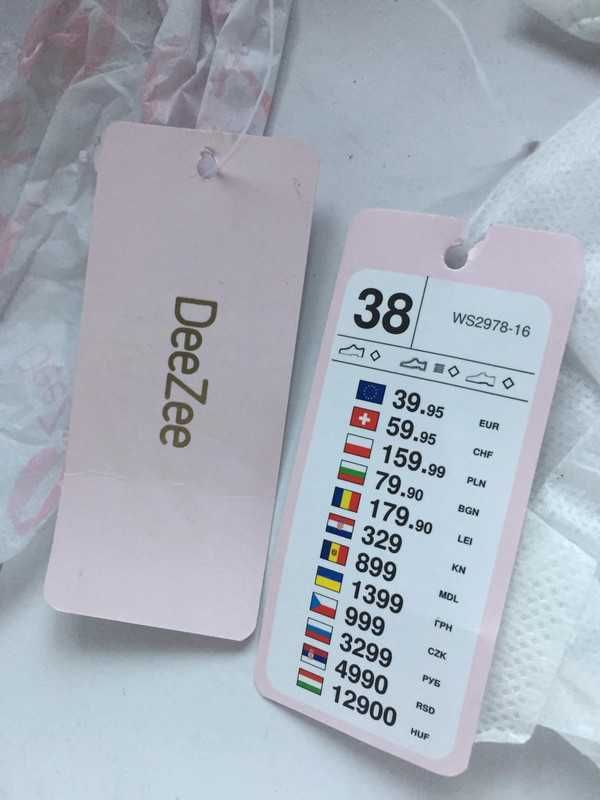 DeeZee
38 WS2978-16
39.95 EUR
59.95 CHF
159.99 PLN
79.90 BGN
179.90 LEI
329 KN
899 MDL
1399 ГРН
999 CZK
3299 РУБ
4990 RSD
12900 HUF